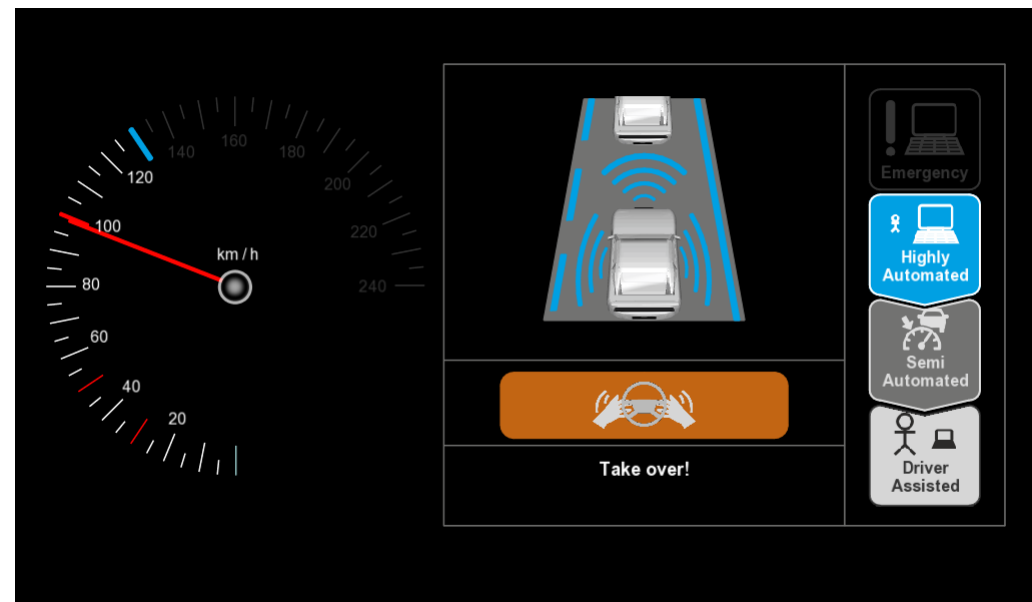 160
140
180
120
200
100
220
km / h
80
240
60
40
20
Take over!
Emergency
Highly
Automated
Semi
Automated
Driver
Assisted